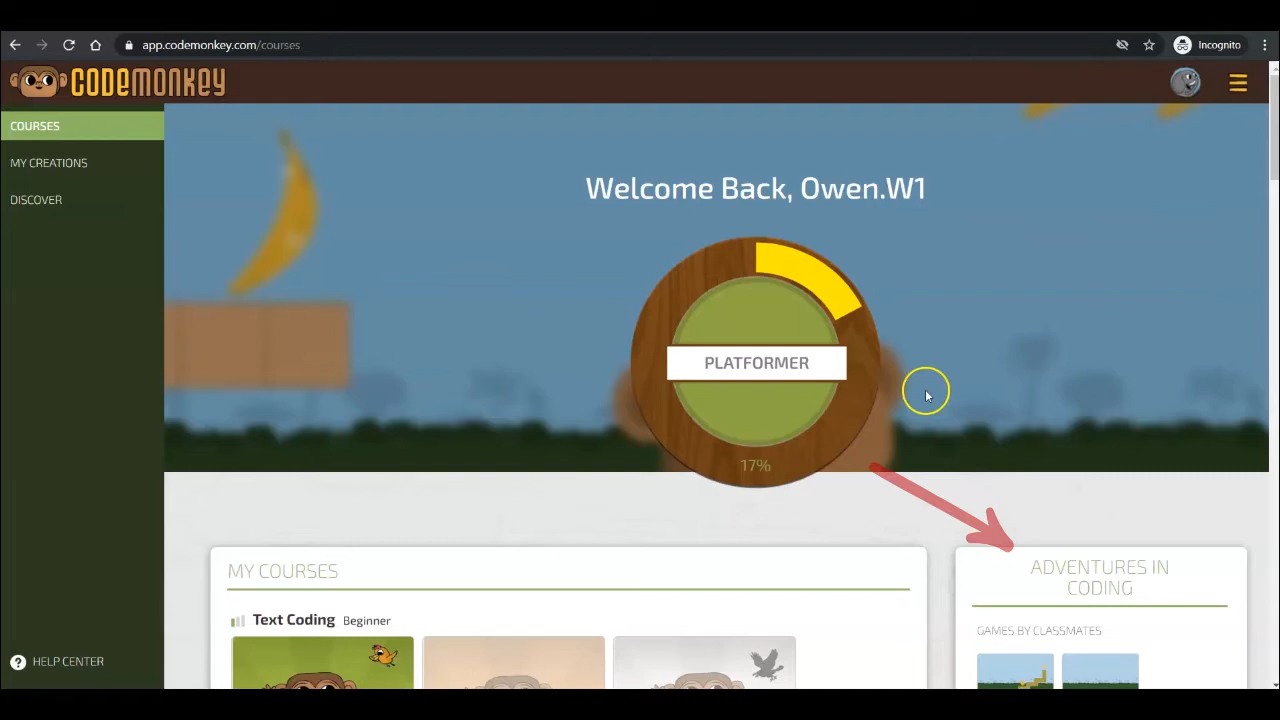 app.codemonkey.com/courses
Incognito
CODEMONKEY
COURSES
MY CREATIONS
DISCOVER
Welcome Back, Owen.W1
PLATFORMER
17%
MY COURSES
Text Coding Beginner
ADVENTURES IN
CODING
GAMES BY CLASSMATES
? HELP CENTER